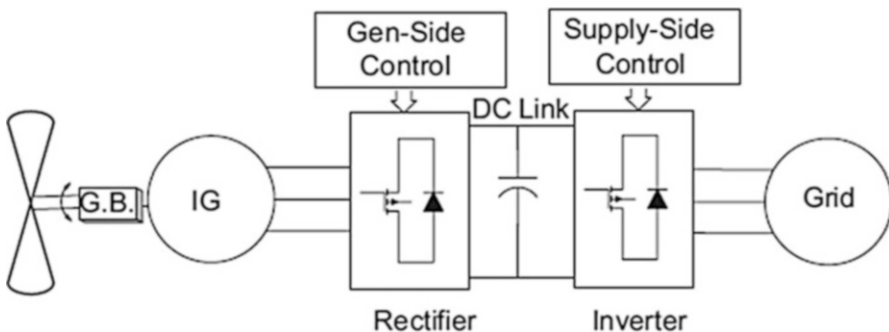 Gen-Side
Control
Supply-Side
Control
DC Link
G.B.
IG
Grid
Rectifier
Inverter